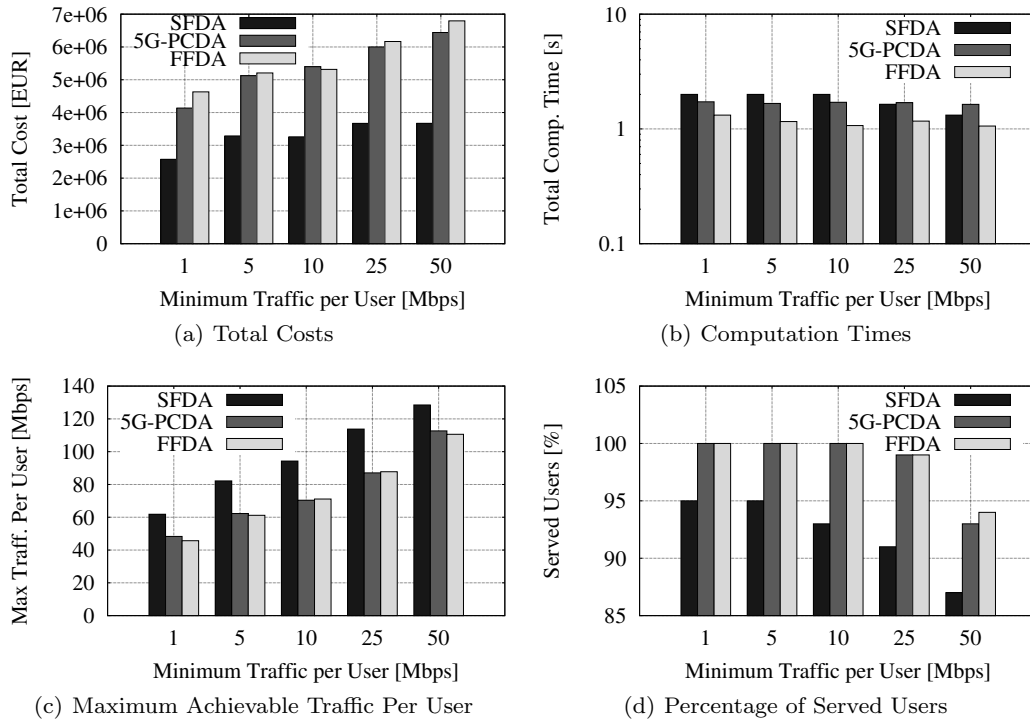 7e+06
6e+06
5e+06
4e+06
3e+06
2e+06
1e+06
0
Total Cost [EUR]
SFDA
5G-PCDA
FFDA
1 5 10 25 50
Minimum Traffic per User [Mbps]
(a) Total Costs
10
1
0.1
Total Comp. Time [s]
SFDA
5G-PCDA
FFDA
1 5 10 25 50
Minimum Traffic per User [Mbps]
(b) Computation Times
140
120
100
80
60
40
20
0
Max Traff. Per User [Mbps]
SFDA
5G-PCDA
FFDA
1 5 10 25 50
Minimum Traffic per User [Mbps]
(c) Maximum Achievable Traffic Per User
105
100
95
90
85
Served Users [%]
SFDA
5G-PCDA
FFDA
1 5 10 25 50
Minimum Traffic per User [Mbps]
(d) Percentage of Served Users